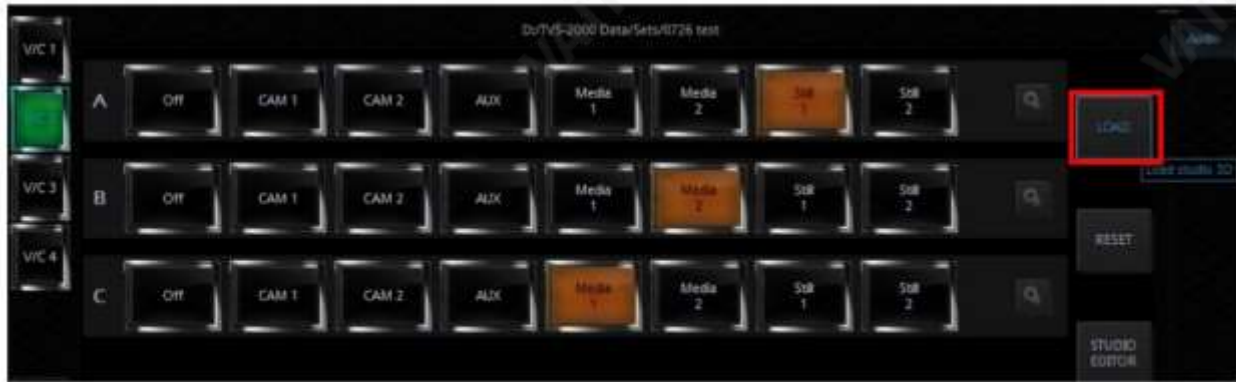 D:/TVS-2000 Data/Sets/0726 test
Audio
V/C 1
V/C 3
V/C 4
A Off CAM 1 CAM 2 AUX Media 1 Media 2 Still 1 Still 2
B Off CAM 1 CAM 2 AUX Media 1 Media 2 Still 1 Still 2
C Off CAM 1 CAM 2 AUX Media 1 Media 2 Still 1 Still 2
LOAD
Load studio 3D
RESET
STUDIO
EDITOR